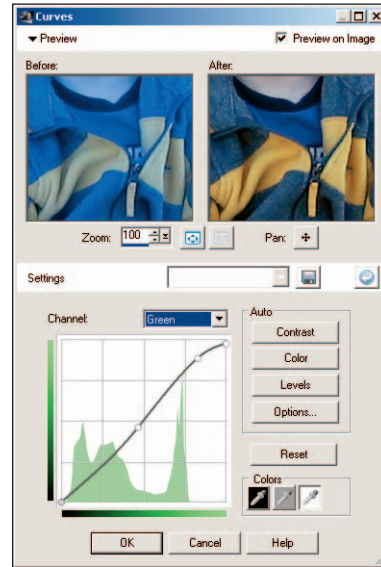 Curves
Preview
Preview on Image
Before:
After:
Zoom: 100
Pan:
Settings
Channel: Green
Auto
Contrast
Color
Levels
Options...
Reset
Colors
OK Cancel Help